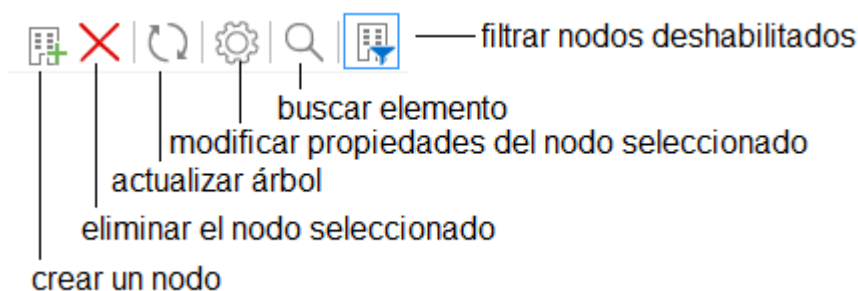 filtrar nodos deshabilitados
buscar elemento
modificar propiedades del nodo seleccionado
actualizar árbol
eliminar el nodo seleccionado
crear un nodo